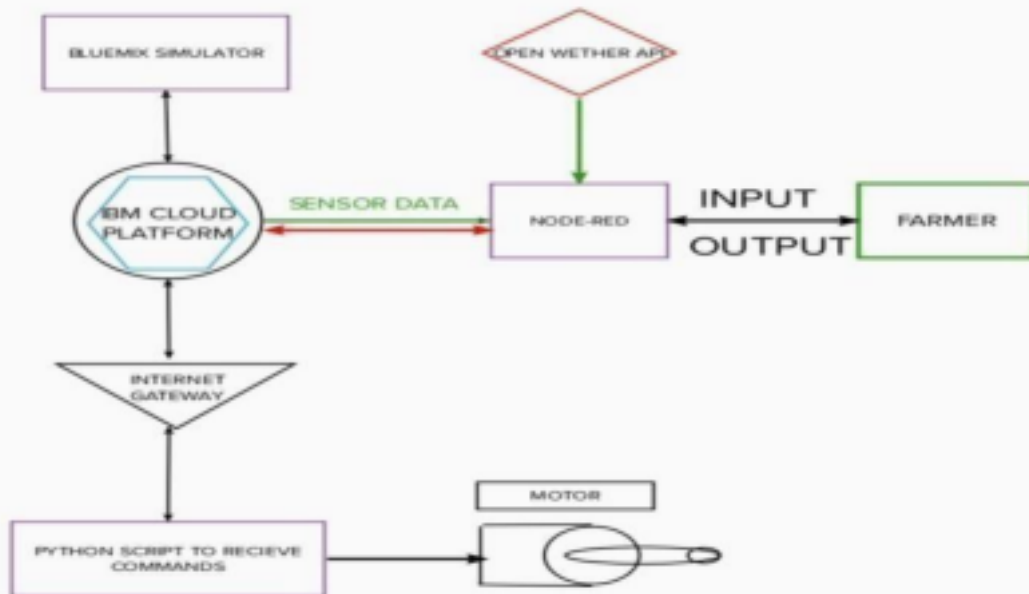 BLUEMIX SIMULATOR
OPEN WETHER API
IBM CLOUD
PLATFORM
SENSOR DATA
NODE-RED
INPUT
OUTPUT
FARMER
INTERNET
GATEWAY
MOTOR
PYTHON SCRIPT TO RECIEVE
COMMANDS